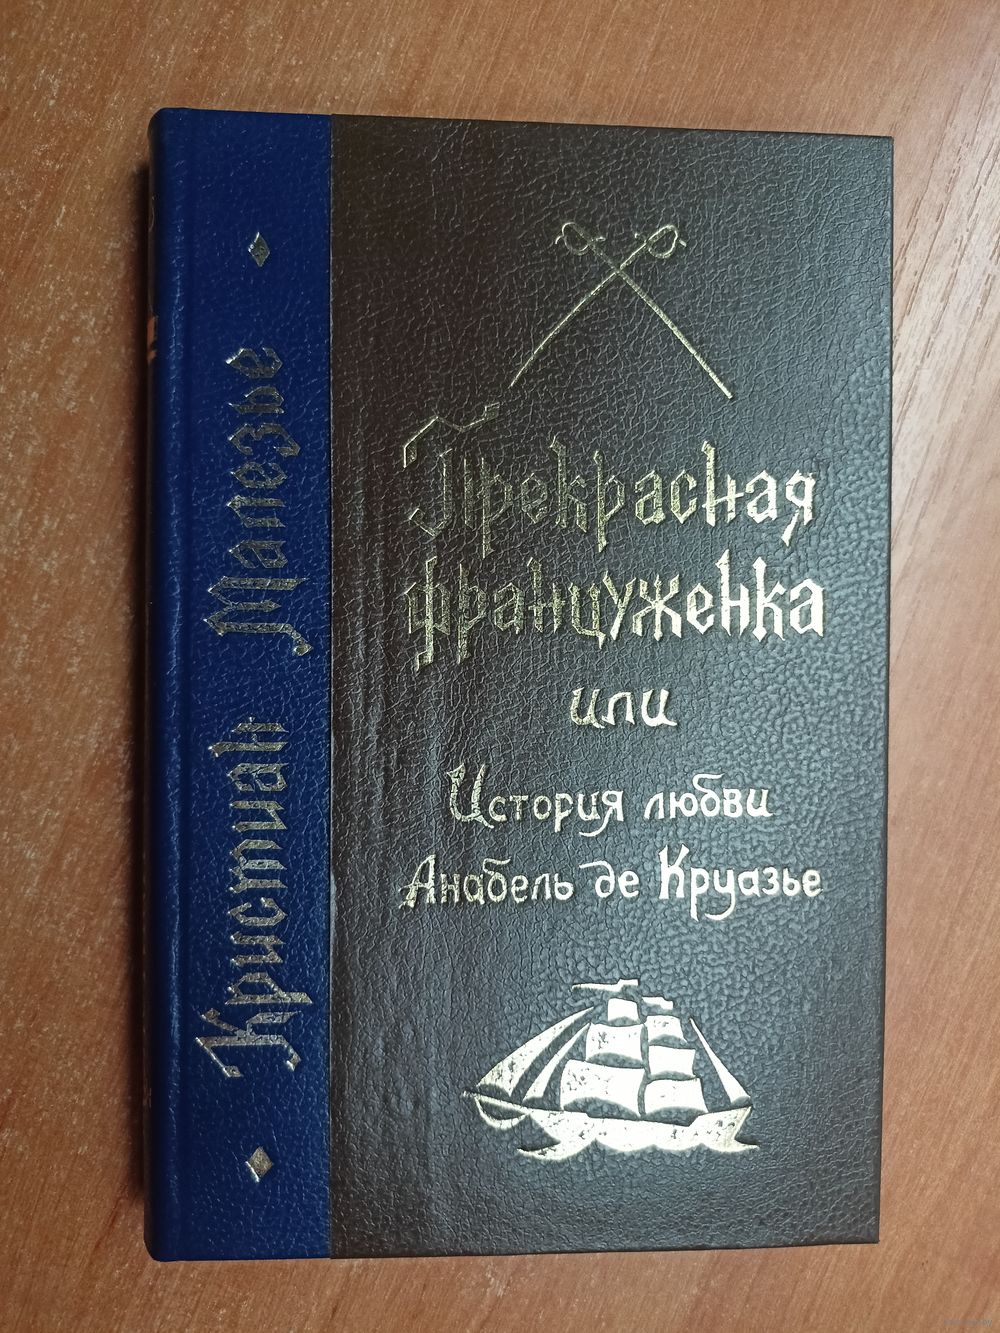 Кристиан Малезье
Прекрасная
француженка
или
История любви
Анабель де Круазье